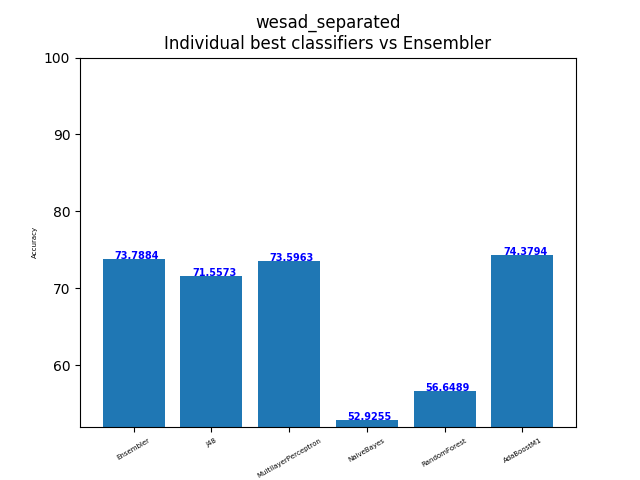 wesad_separated
Individual best classifiers vs Ensembler
100
90
80
70
60
Accuracy
73.7884
71.5573
73.5963
52.9255
56.6489
74.3794
Ensembler
J48
MultilayerPerceptron
NaiveBayes
RandomForest
AdaBoostM1